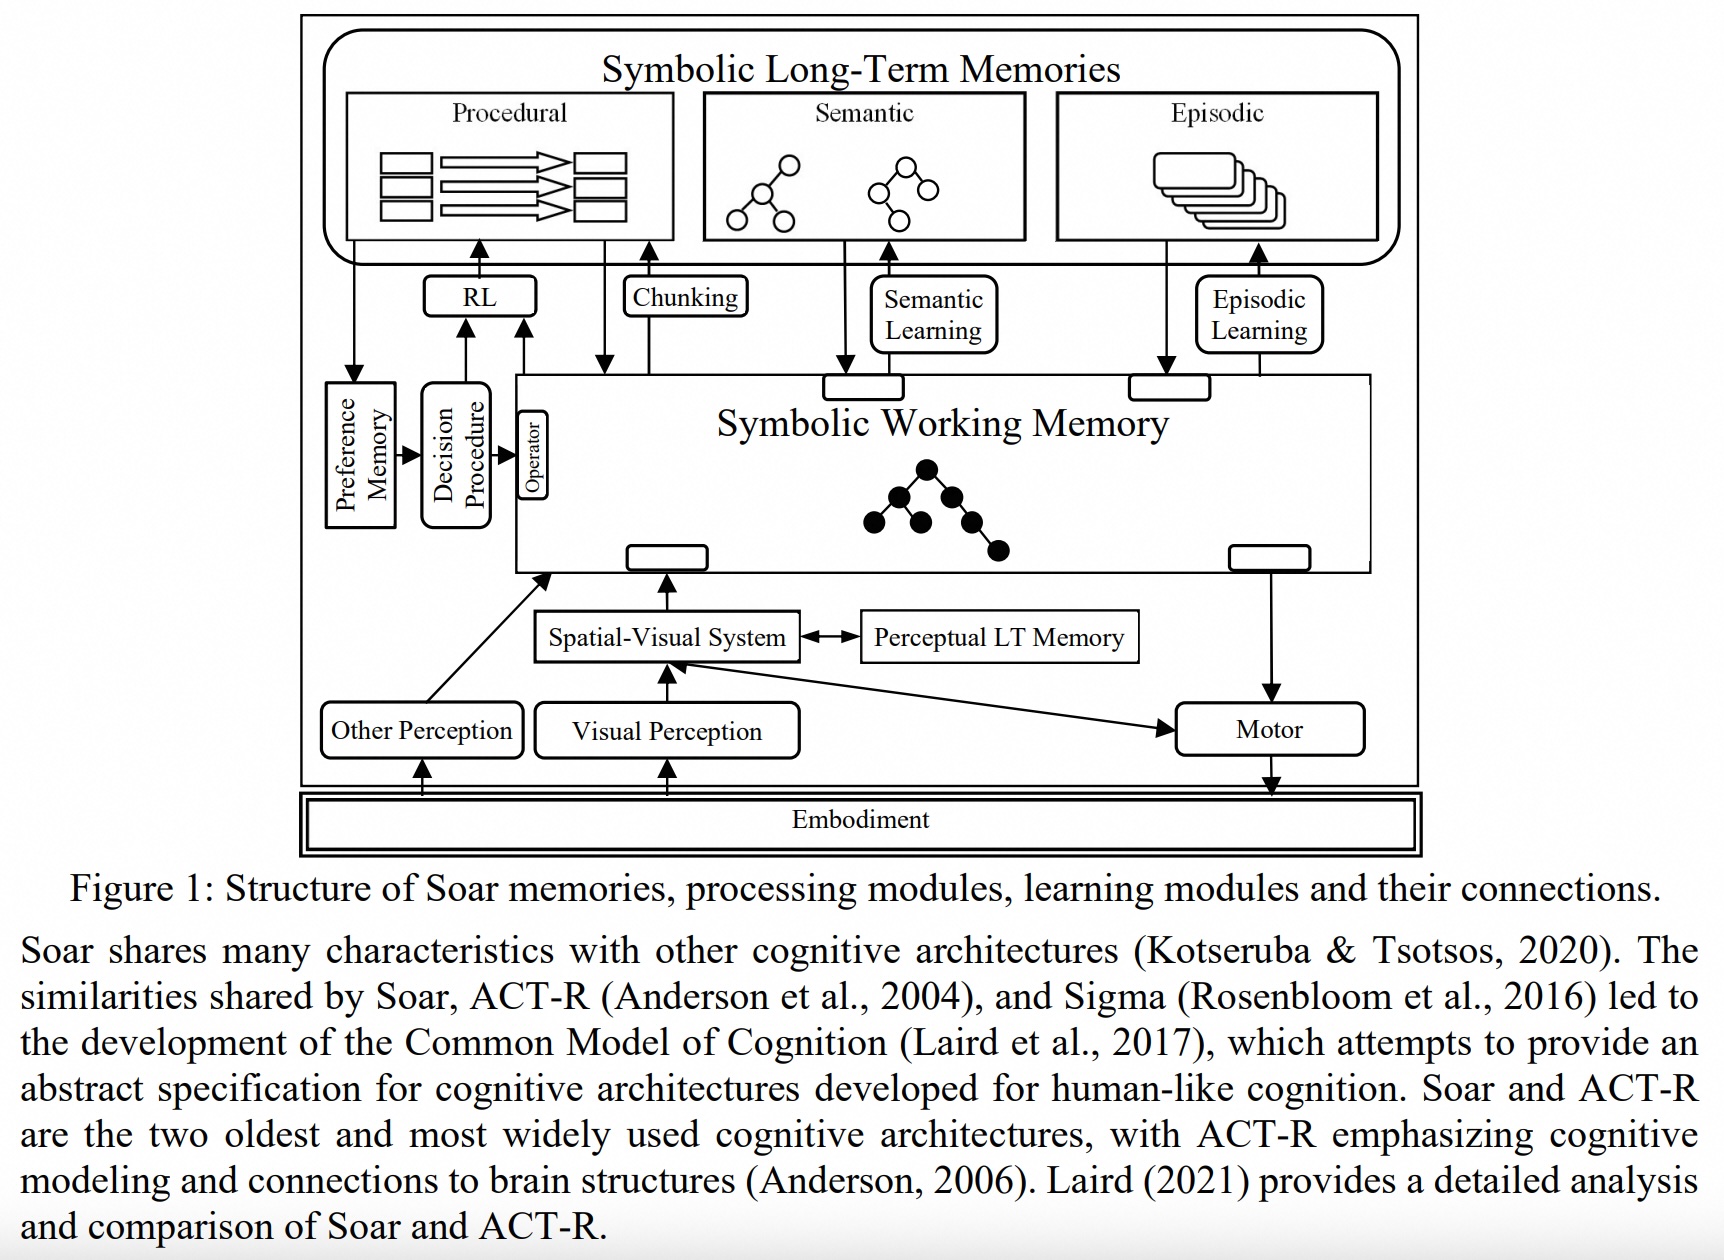 Symbolic Long-Term Memories
Procedural
Semantic
Episodic
RL
Chunking
Semantic
Learning
Episodic
Learning
Preference
Memory
Decision
Procedure
Operator
Symbolic Working Memory
Spatial-Visual System
Perceptual LT Memory
Other Perception
Visual Perception
Motor
Embodiment
Figure 1: Structure of Soar memories, processing modules, learning modules and their connections.
Soar shares many characteristics with other cognitive architectures (Kotseruba & Tsotsos, 2020). The
similarities shared by Soar, ACT-R (Anderson et al., 2004), and Sigma (Rosenbloom et al., 2016) led to
the development of the Common Model of Cognition (Laird et al., 2017), which attempts to provide an
abstract specification for cognitive architectures developed for human-like cognition. Soar and ACT-R
are the two oldest and most widely used cognitive architectures, with ACT-R emphasizing cognitive
modeling and connections to brain structures (Anderson, 2006). Laird (2021) provides a detailed analysis
and comparison of Soar and ACT-R.